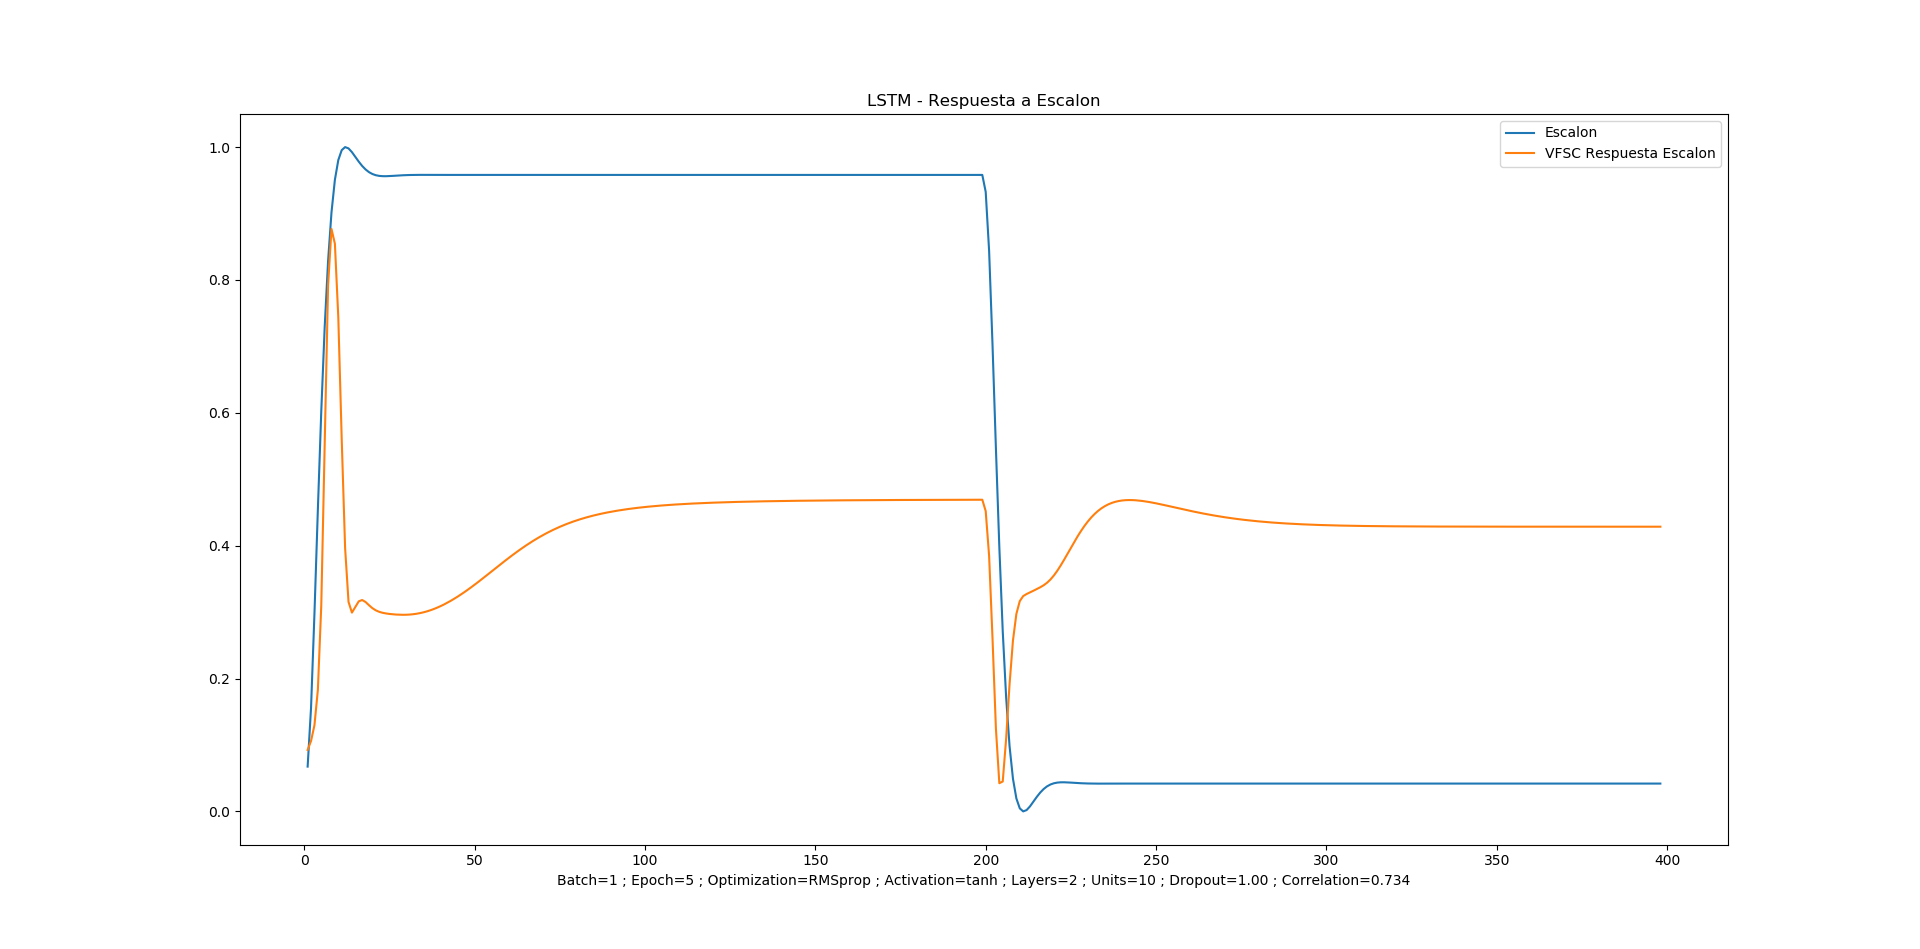 LSTM - Respuesta a Escalon
Escalon
VFSC Respuesta Escalon
1.0
0.8
0.6
0.4
0.2
0.0
0 50 100 150 200 250 300 350 400
Batch=1 ; Epoch=5 ; Optimization=RMSprop ; Activation=tanh ; Layers=2 ; Units=10 ; Dropout=1.00 ; Correlation=0.734